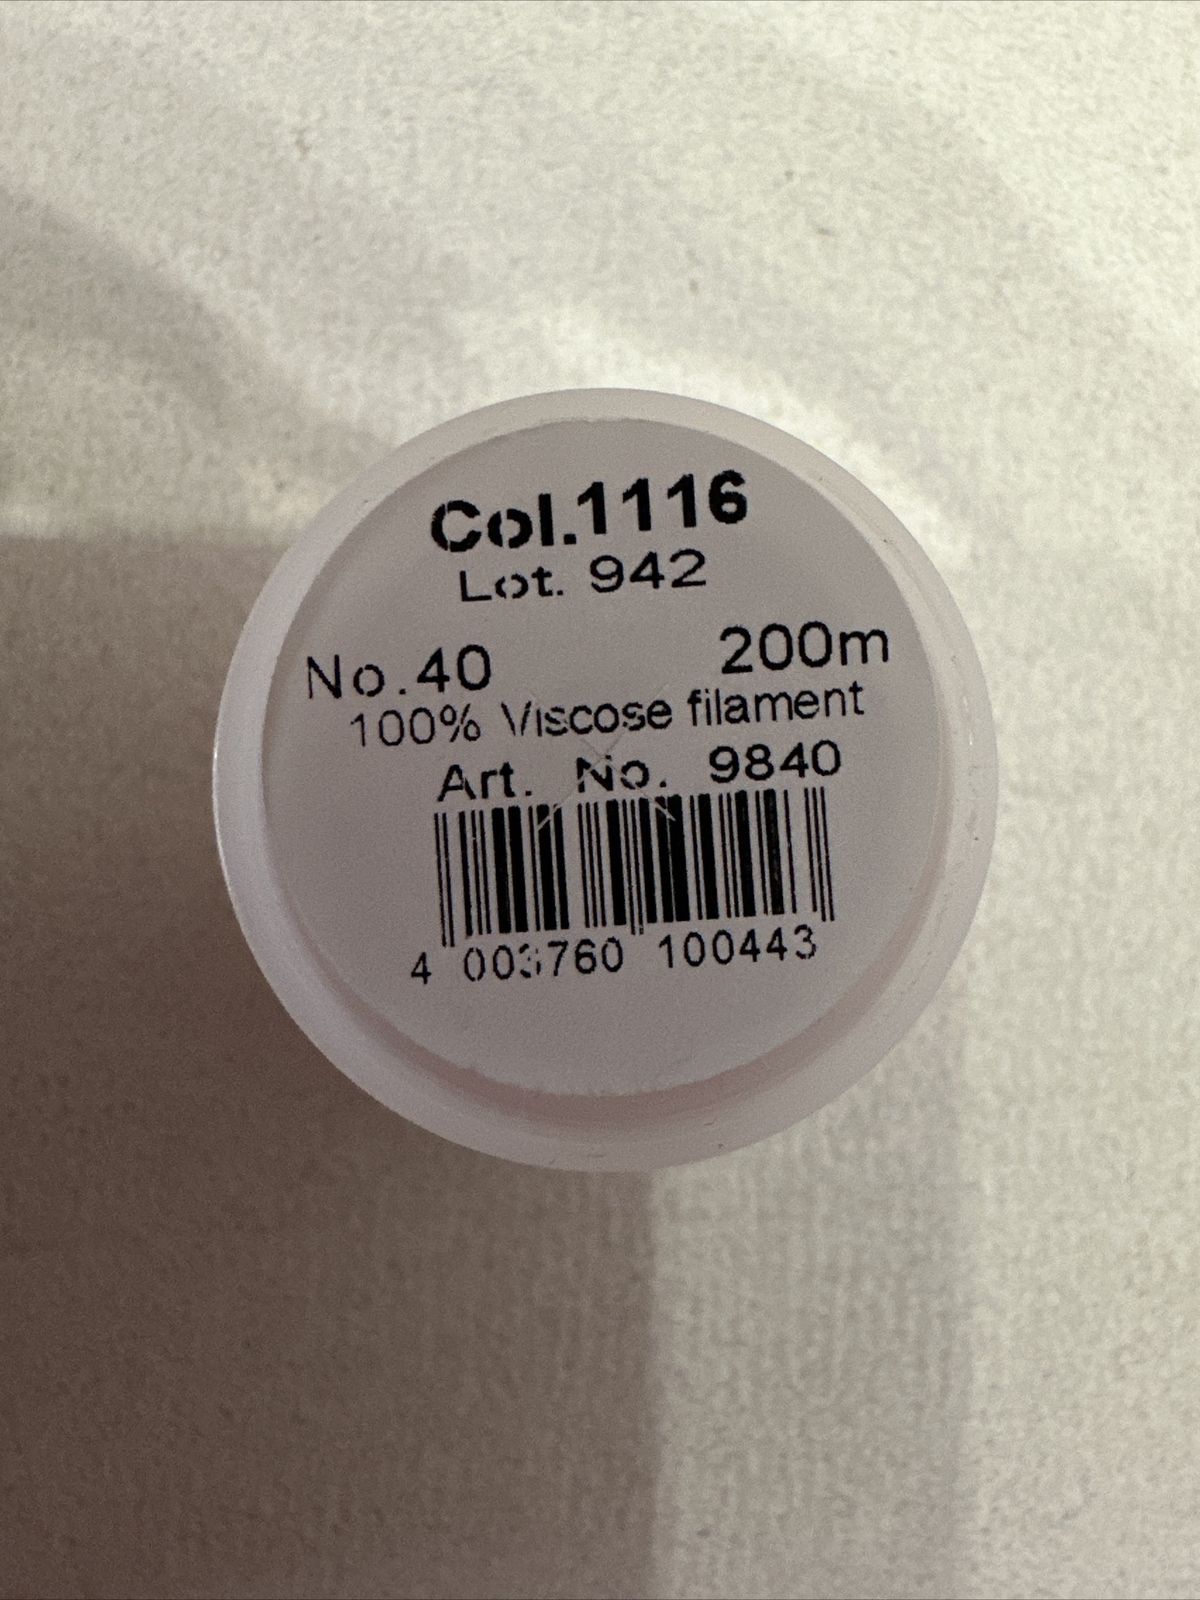 Col.1116
Lot. 942
No.40 200m
100% Viscose filament
Art. No. 9840
4 003760 100443